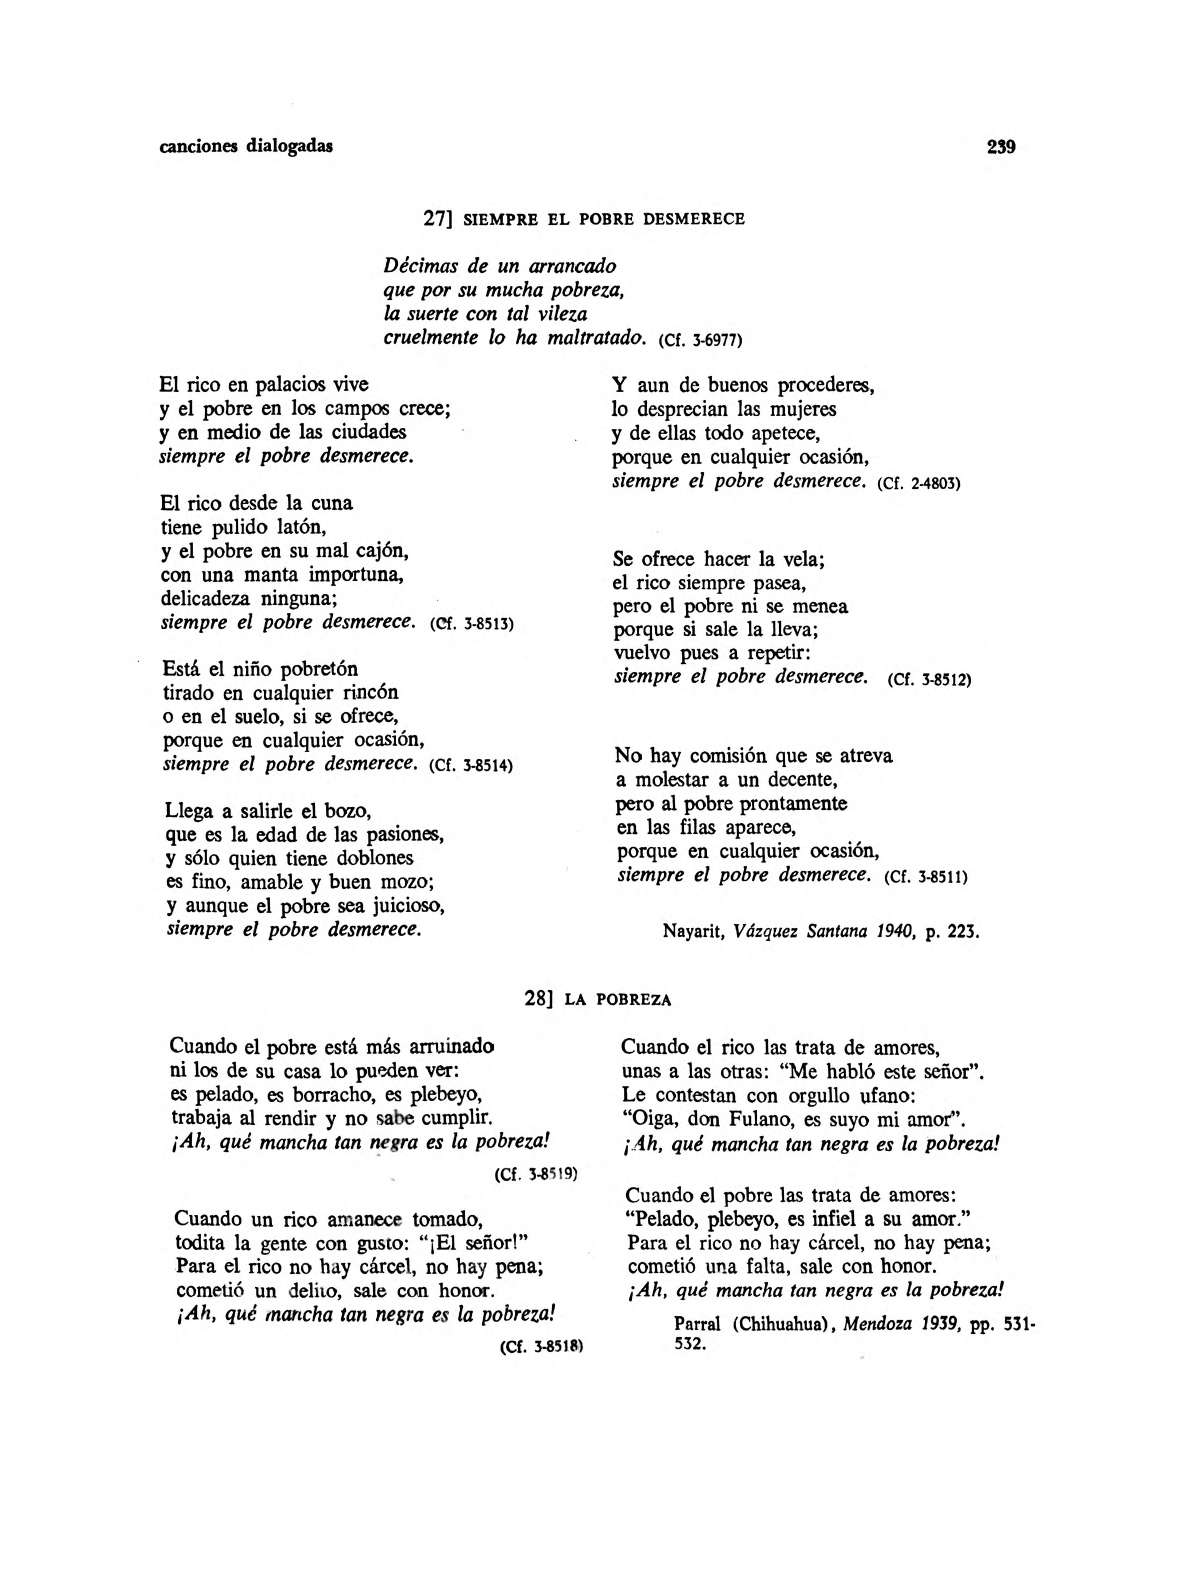 canciones dialogadas
239
27] SIEMPRE EL POBRE DESMERECE
Décimas de un arrancado
que por su mucha pobreza,
la suerte con tal vileza
cruelmente lo ha maltratado. (Cf. 3-6977)
El rico en palacios vive
y el pobre en los campos crece;
y en medio de las ciudades
siempre el pobre desmerece.
El rico desde la cuna
tiene pulido latón,
y el pobre en su mal cajón,
con una manta importuna,
delicadeza ninguna;
siempre el pobre desmerece. (Cf. 3-8513)
Está el niño pobretón
tirado en cualquier rincón
o en el suelo, si se ofrece,
porque en cualquier ocasión,
siempre el pobre desmerece. (Cf. 3-8514)
Llega a salirle el bozo,
que es la edad de las pasiones,
y sólo quien tiene doblones
es fino, amable y buen mozo;
y aunque el pobre sea juicioso,
siempre el pobre desmerece.
Y aun de buenos procederes,
lo desprecian las mujeres
y de ellas todo apetece,
porque en cualquier ocasión,
siempre el pobre desmerece. (Cf. 2-4803)
Se ofrece hacer la vela;
el rico siempre pasea,
pero el pobre ni se menea
porque si sale la lleva;
vuelvo pues a repetir:
siempre el pobre desmerece. (Cf. 3-8512)
No hay comisión que se atreva
a molestar a un decente,
pero al pobre prontamente
en las filas aparece,
porque en cualquier ocasión,
siempre el pobre desmerece. (Cf. 3-8511)
Nayarit, Vázquez Santana 1940, p. 223.
28] LA POBREZA
Cuando el pobre está más arruinado
ni los de su casa lo pueden ver:
es pelado, es borracho, es plebeyo,
trabaja al rendir y no sabe cumplir.
¡Ah, qué mancha tan negra es la pobreza!
(Cf. 3-8519)
Cuando un rico amanece tomado,
todita la gente con gusto: “¡El señor!”
Para el rico no hay cárcel, no hay pena;
cometió un delito, sale con honor.
¡Ah, qué mancha tan negra es la pobreza!
(Cf. 3-8518)
Cuando el rico las trata de amores,
unas a las otras: “Me habló este señor”.
Le contestan con orgullo ufano:
“Oiga, don Fulano, es suyo mi amor”.
¡Ah, qué mancha tan negra es la pobreza!
Cuando el pobre las trata de amores:
“Pelado, plebeyo, es infiel a su amor.”
Para el rico no hay cárcel, no hay pena;
cometió una falta, sale con honor.
¡Ah, qué mancha tan negra es la pobreza!
Parral (Chihuahua), Mendoza 1939, pp. 531-
532.